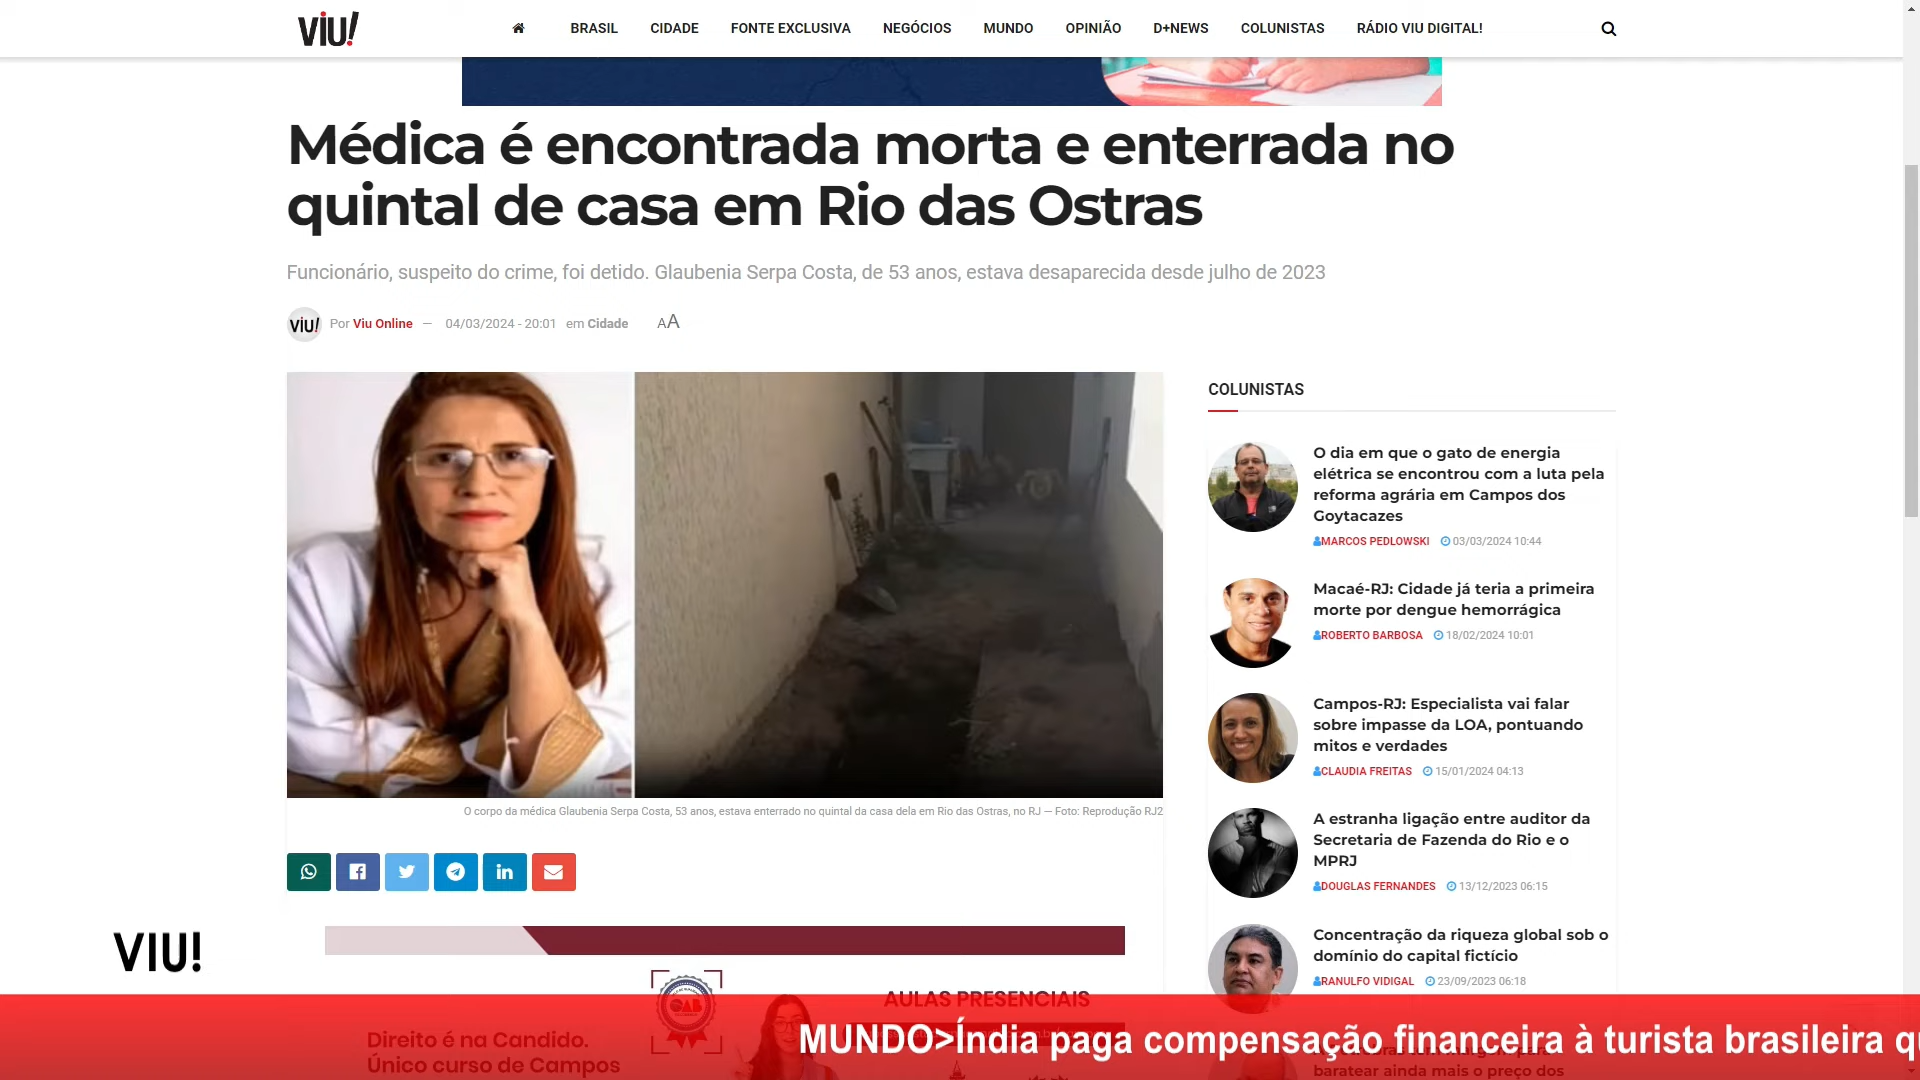 VIU!
BRASIL CIDADE FONTE EXCLUSIVA NEGÓCIOS MUNDO OPINIÃO D+NEWS COLUNISTAS RÁDIO VIU DIGITAL!
Médica é encontrada morta e enterrada no
quintal de casa em Rio das Ostras
Funcionário, suspeito do crime, foi detido. Glaubenia Serpa Costa, de 53 anos, estava desaparecida desde julho de 2023
VIU! Por Viu Online — 04/03/2024 - 20:01 em Cidade AA
O corpo da médica Glaubenia Serpa Costa, 53 anos, estava enterrado no quintal da casa dela em Rio das Ostras, no RJ — Foto: Reprodução RJ2
COLUNISTAS
O dia em que o gato de energia
elétrica se encontrou com a luta pela
reforma agrária em Campos dos
Goytacazes
MARCOS PEDLOWSKI 03/03/2024 10:44
Macaé-RJ: Cidade já teria a primeira
morte por dengue hemorrágica
ROBERTO BARBOSA 18/02/2024 10:01
Campos-RJ: Especialista vai falar
sobre impasse da LOA, pontuando
mitos e verdades
CLAUDIA FREITAS 15/01/2024 04:13
A estranha ligação entre auditor da
Secretaria de Fazenda do Rio e o
MPRJ
DOUGLAS FERNANDES 13/12/2023 06:15
Concentração da riqueza global sob o
domínio do capital fictício
RANULFO VIDIGAL 23/09/2023 06:18
baratear ainda mais o preço dos
VIU!
OAB
AULAS PRESENCIAIS
Direito é na Candido.
Único curso de Campos
MUNDO>Índia paga compensação financeira à turista brasileira q